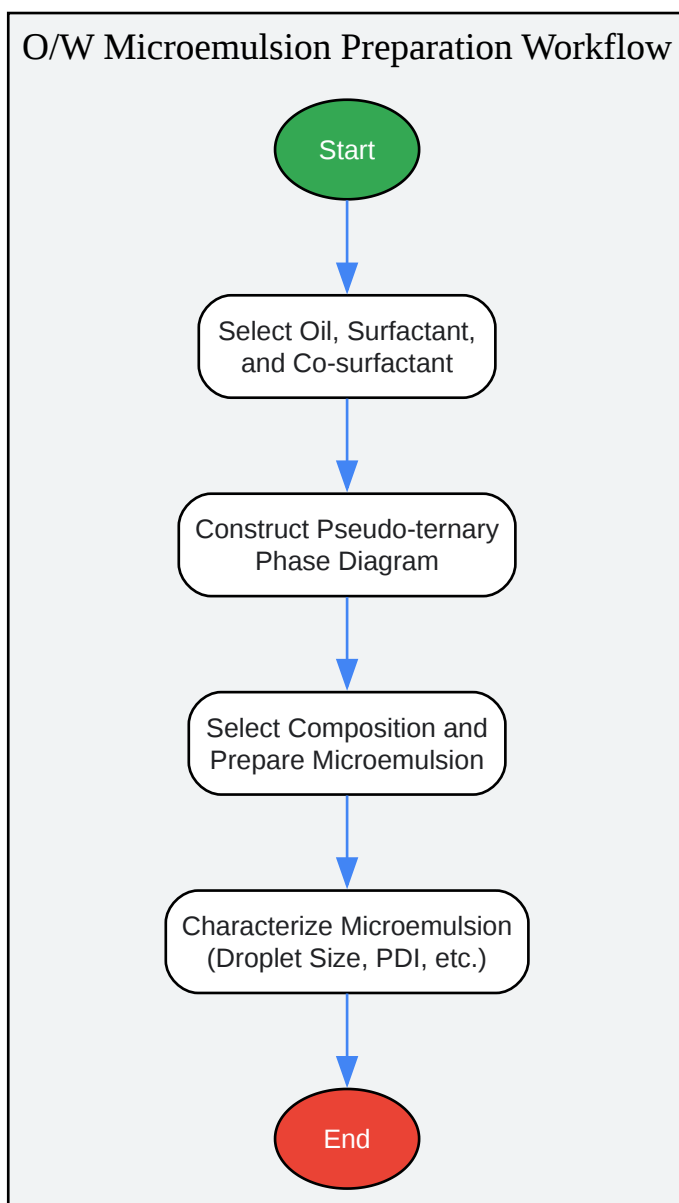 O/W Microemulsion Preparation Workflow
Start
Select Oil, Surfactant,
and Co-surfactant
Construct Pseudo-ternary
Phase Diagram
Select Composition and
Prepare Microemulsion
Characterize Microemulsion
(Droplet Size, PDI, etc.)
End